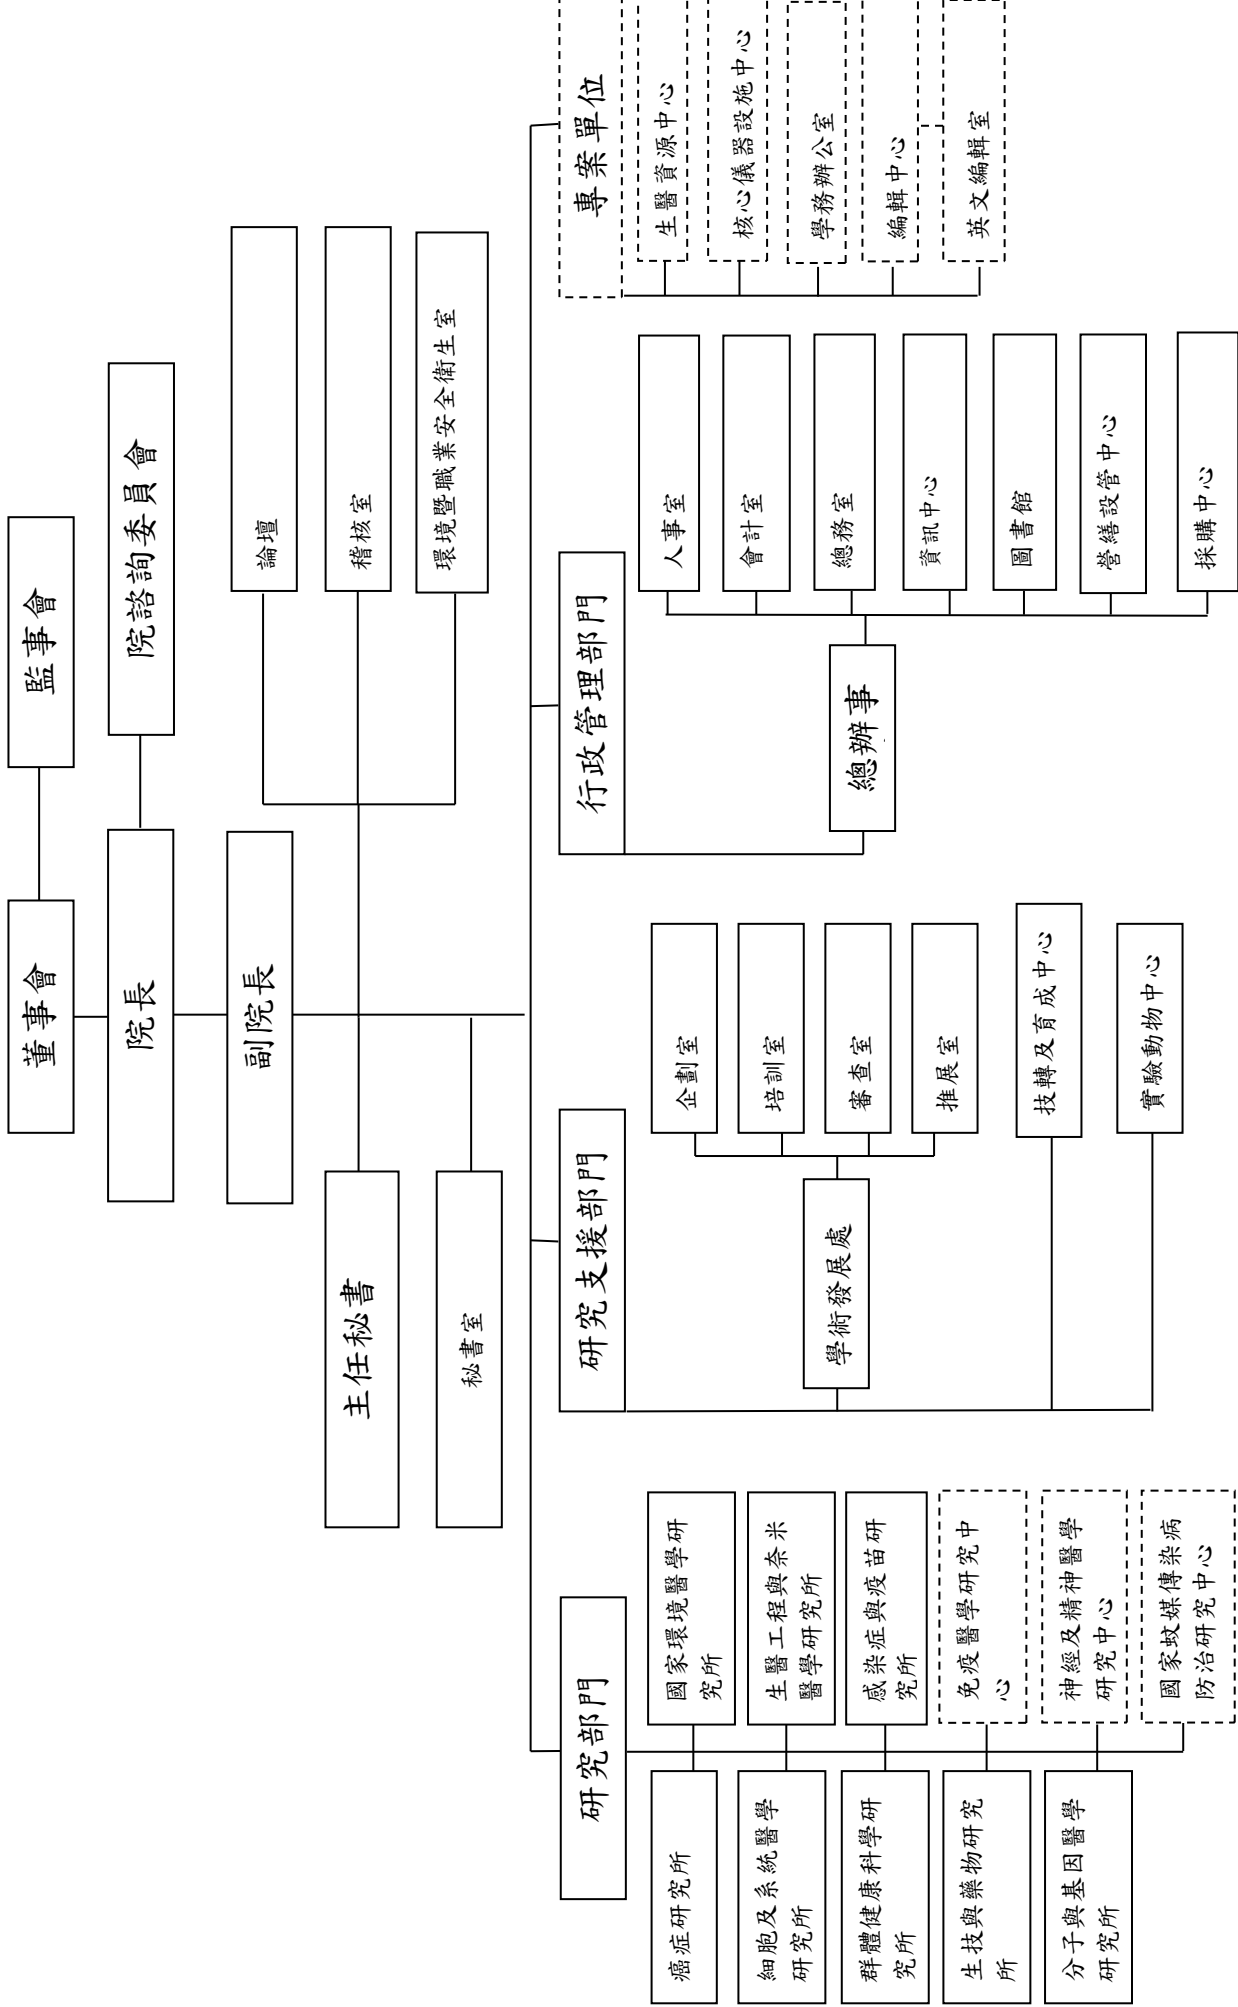 董事會
監事會
院長
院諮詢委員會
副院長
論壇
主任秘書
稽核室
秘書室
環境暨職業安全衛生室
研究部門
研究支援部門
行政管理部門
專案單位
癌症研究所
細胞及系統醫學
研究所
群體健康科學研
究所
生技與藥物研究
所
分子與基因醫學
研究所
國家環境醫學研
究所
生醫工程與奈米
醫學研究所
感染症與疫苗研
究所
免疫醫學研究中
心
神經及精神醫學
研究中心
國家蚊媒傳染病
防治研究中心
學術發展處
企劃室
培訓室
審查室
推展室
技轉及育成中心
實驗動物中心
總辦事
人事室
會計室
總務室
資訊中心
圖書館
營繕設管中心
採購中心
生醫資源中心
核心儀器設施中心
學務辦公室
編輯中心
英文編輯室